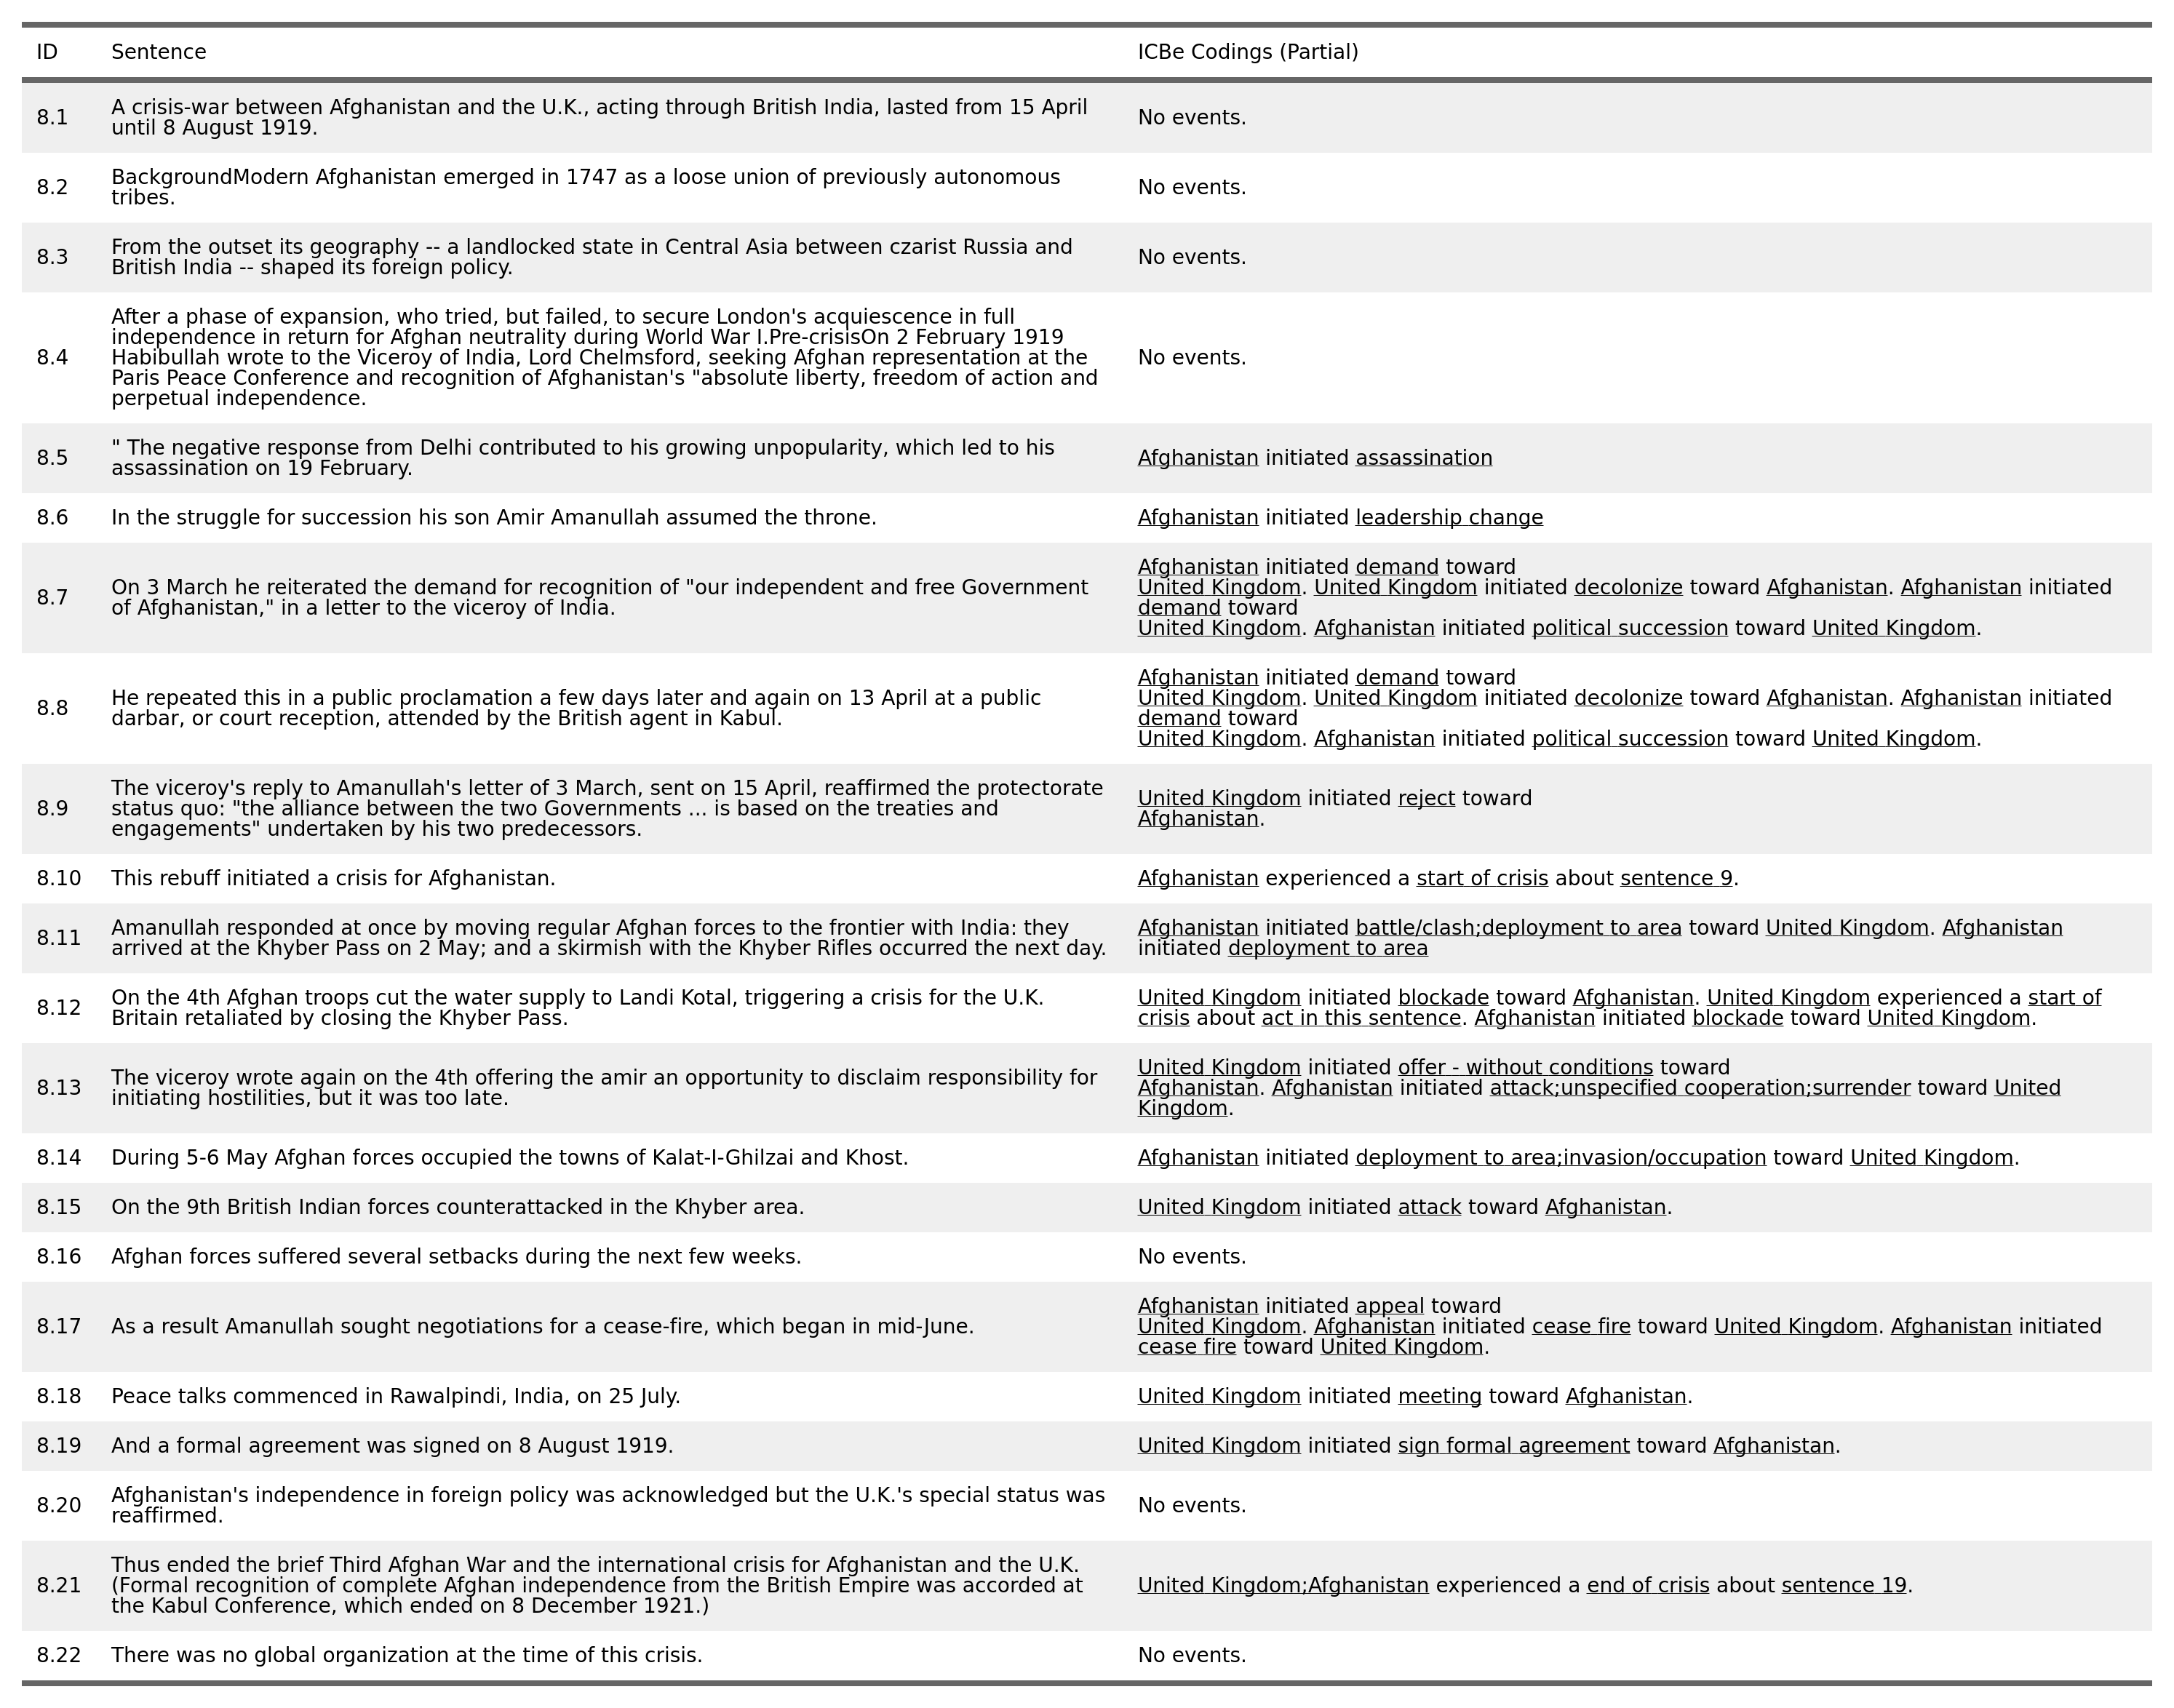 ID Sentence ICBe Codings (Partial)
8.1 A crisis-war between Afghanistan and the U.K., acting through British India, lasted from 15 April
until 8 August 1919.
No events.
8.2 BackgroundModern Afghanistan emerged in 1747 as a loose union of previously autonomous
tribes.
No events.
8.3 From the outset its geography -- a landlocked state in Central Asia between czarist Russia and
British India -- shaped its foreign policy.
No events.
8.4 After a phase of expansion, who tried, but failed, to secure London's acquiescence in full
independence in return for Afghan neutrality during World War I.Pre-crisisOn 2 February 1919
Habibullah wrote to the Viceroy of India, Lord Chelmsford, seeking Afghan representation at the
Paris Peace Conference and recognition of Afghanistan's "absolute liberty, freedom of action and
perpetual independence.
No events.
8.5 " The negative response from Delhi contributed to his growing unpopularity, which led to his
assassination on 19 February.
Afghanistan initiated assassination
8.6 In the struggle for succession his son Amir Amanullah assumed the throne.
Afghanistan initiated leadership change
8.7 On 3 March he reiterated the demand for recognition of "our independent and free Government
of Afghanistan," in a letter to the viceroy of India.
Afghanistan initiated demand toward
United Kingdom. United Kingdom initiated decolonize toward Afghanistan. Afghanistan initiated
demand toward
United Kingdom. Afghanistan initiated political succession toward United Kingdom.
8.8 He repeated this in a public proclamation a few days later and again on 13 April at a public
darbar, or court reception, attended by the British agent in Kabul.
Afghanistan initiated demand toward
United Kingdom. United Kingdom initiated decolonize toward Afghanistan. Afghanistan initiated
demand toward
United Kingdom. Afghanistan initiated political succession toward United Kingdom.
8.9 The viceroy's reply to Amanullah's letter of 3 March, sent on 15 April, reaffirmed the protectorate
status quo: "the alliance between the two Governments ... is based on the treaties and
engagements" undertaken by his two predecessors.
United Kingdom initiated reject toward
Afghanistan.
8.10 This rebuff initiated a crisis for Afghanistan.
Afghanistan experienced a start of crisis about sentence 9.
8.11 Amanullah responded at once by moving regular Afghan forces to the frontier with India: they
arrived at the Khyber Pass on 2 May; and a skirmish with the Khyber Rifles occurred the next day.
Afghanistan initiated battle/clash;deployment to area toward United Kingdom. Afghanistan
initiated deployment to area
8.12 On the 4th Afghan troops cut the water supply to Landi Kotal, triggering a crisis for the U.K.
Britain retaliated by closing the Khyber Pass.
United Kingdom initiated blockade toward Afghanistan. United Kingdom experienced a start of
crisis about act in this sentence. Afghanistan initiated blockade toward United Kingdom.
8.13 The viceroy wrote again on the 4th offering the amir an opportunity to disclaim responsibility for
initiating hostilities, but it was too late.
United Kingdom initiated offer - without conditions toward
Afghanistan. Afghanistan initiated attack;unspecified cooperation;surrender toward United
Kingdom.
8.14 During 5-6 May Afghan forces occupied the towns of Kalat-I-Ghilzai and Khost.
Afghanistan initiated deployment to area;invasion/occupation toward United Kingdom.
8.15 On the 9th British Indian forces counterattacked in the Khyber area.
United Kingdom initiated attack toward Afghanistan.
8.16 Afghan forces suffered several setbacks during the next few weeks.
No events.
8.17 As a result Amanullah sought negotiations for a cease-fire, which began in mid-June.
Afghanistan initiated appeal toward
United Kingdom. Afghanistan initiated cease fire toward United Kingdom. Afghanistan initiated
cease fire toward United Kingdom.
8.18 Peace talks commenced in Rawalpindi, India, on 25 July.
United Kingdom initiated meeting toward Afghanistan.
8.19 And a formal agreement was signed on 8 August 1919.
United Kingdom initiated sign formal agreement toward Afghanistan.
8.20 Afghanistan's independence in foreign policy was acknowledged but the U.K.'s special status was
reaffirmed.
No events.
8.21 Thus ended the brief Third Afghan War and the international crisis for Afghanistan and the U.K.
(Formal recognition of complete Afghan independence from the British Empire was accorded at
the Kabul Conference, which ended on 8 December 1921.)
United Kingdom;Afghanistan experienced a end of crisis about sentence 19.
8.22 There was no global organization at the time of this crisis.
No events.